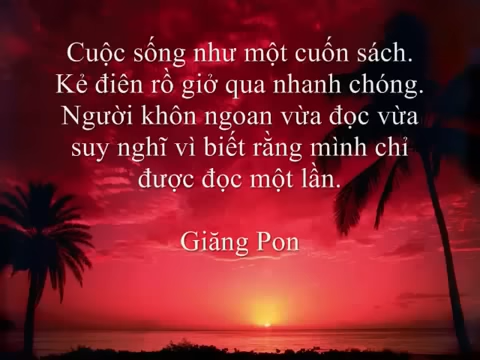 Cuộc sống như một cuốn sách.
Kẻ điên rồ giở qua nhanh chóng.
Người khôn ngoan vừa đọc vừa
suy nghĩ vì biết rằng mình chỉ
được đọc một lần.
Giăng Pon